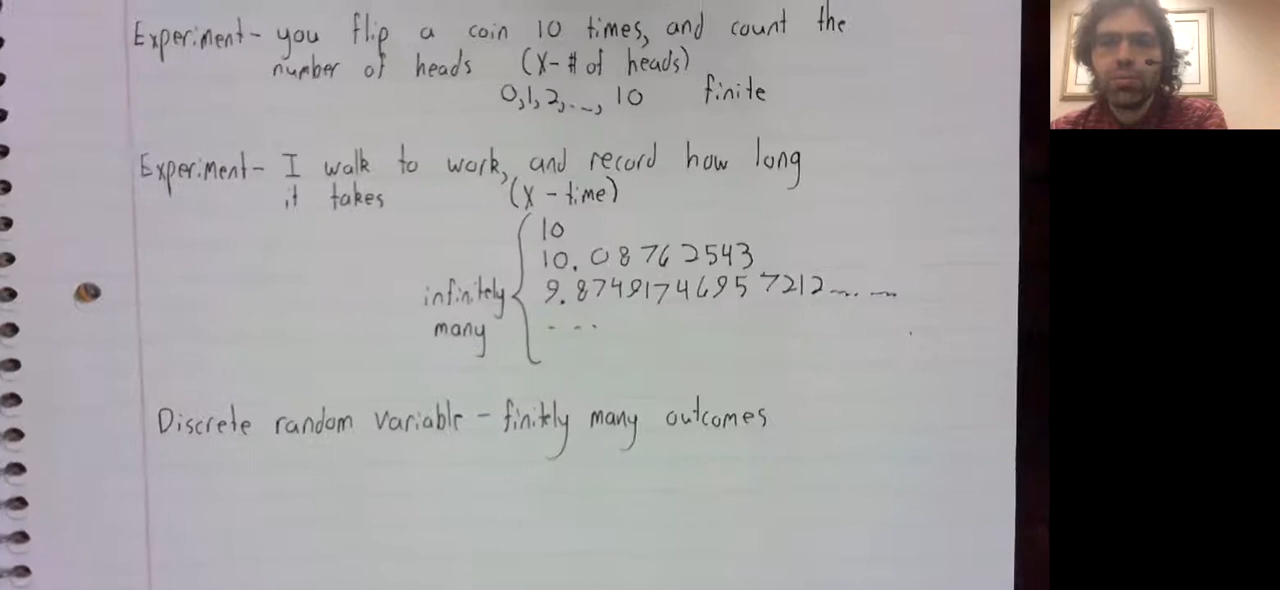 Experiment - you flip a coin 10 times, and count the
number of heads (X - # of heads)
0, 1, 2, ..., 10 finite
Experiment - I walk to work, and record how long
it takes (X - time)
10
10.08762543
9.87491746957212... ...
infinitely
many
...
Discrete random variable - finitely many outcomes